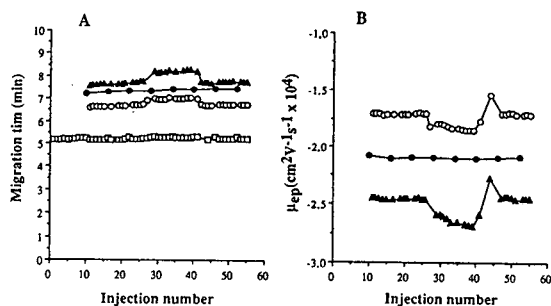 A
B
Migration tim (min)
10
9
8
7
6
5
4
3
2
1
0
0 10 20 30 40 50 60
Injection number
μep(cm2V-1s-1 x 104)
-1,0
-1.5
-2.0
-2.5
-3.0
0 10 20 30 40 50 60
Injection number